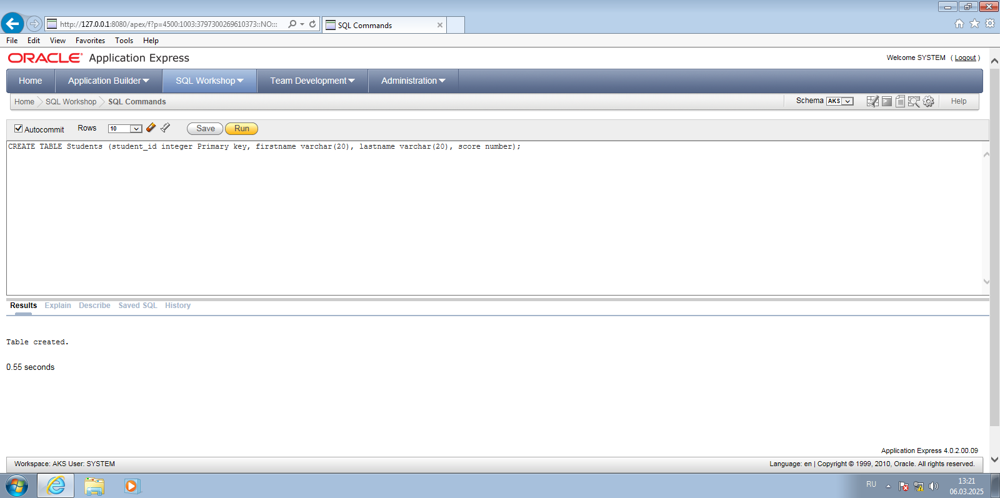 http://127.0.0.1:8080/apex/f?p=4500:1003:3797300269610373::NO:::
SQL Commands
File Edit View Favorites Tools Help
ORACLE Application Express
Welcome SYSTEM ( Logout )
Home Application Builder SQL Workshop Team Development Administration
Home SQL Workshop SQL Commands
Schema AKS Help
Autocommit Rows 10 Save Run
CREATE TABLE Students (student_id integer Primary key, firstname varchar(20), lastname varchar(20), score number);
Results Explain Describe Saved SQL History
Table created.
0.55 seconds
Application Express 4.0.2.00.09
Workspace: AKS User: SYSTEM
Language: en | Copyright © 1999, 2010, Oracle. All rights reserved.
RU
13:21
06.03.2025